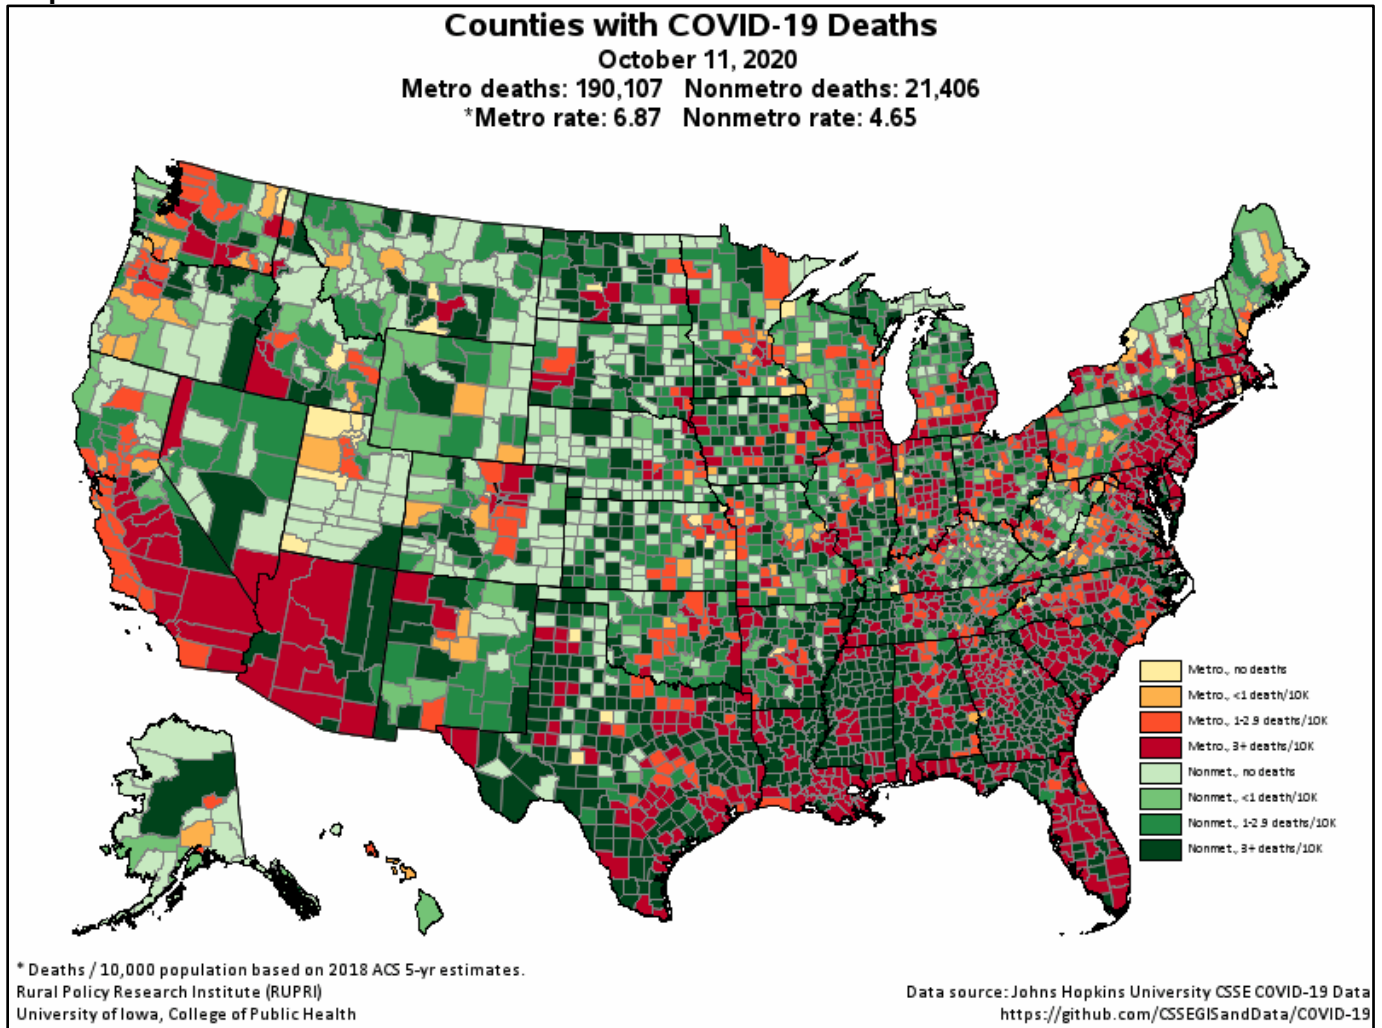 Counties with COVID-19 Deaths
October 11, 2020
Metro deaths: 190,107 Nonmetro deaths: 21,406
*Metro rate: 6.87 Nonmetro rate: 4.65
Metro., no deaths
Metro., <1 death/10K
Metro., 1-2.9 deaths/10K
Metro., 3+ deaths/10K
Nonmet., no deaths
Nonmet., <1 death/10K
Nonmet., 1-2.9 deaths/10K
Nonmet., 3+ deaths/10K
* Deaths / 10,000 population based on 2018 ACS 5-yr estimates.
Rural Policy Research Institute (RUPRI)
University of Iowa, College of Public Health
Data source: Johns Hopkins University CSSE COVID-19 Data
https://github.com/CSSEGISandData/COVID-19